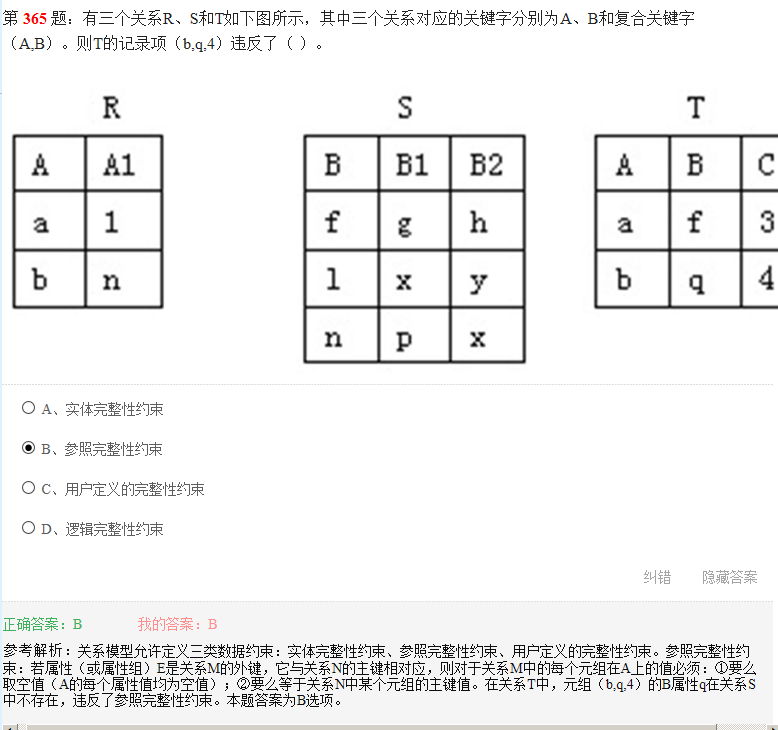 第 365 题：有三个关系R、S和T如下图所示，其中三个关系对应的关键字分别为A、B和复合关键字
（A,B）。则T的记录项（b,q,4）违反了（ ）。
R S T
A A1 B B1 B2 A B C
a 1 f g h a f 3
b n l x y b q 4
n p x
A、实体完整性约束
B、参照完整性约束
C、用户定义的完整性约束
D、逻辑完整性约束
纠错 隐藏答案
正确答案：B 我的答案：B
参考解析：关系模型允许定义三类数据约束：实体完整性约束、参照完整性约束、用户定义的完整性约束。参照完整性约
束：若属性（或属性组）E是关系M的外键，它与关系N的主键相对应，则对于关系M中的每个元组在A上的值必须：①要么
取空值（A的每个属性值均为空值）；②要么等于关系N中某个元组的主键值。在关系T中，元组（b,q,4）的B属性q在关系S
中不存在，违反了参照完整性约束。本题答案为B选项。